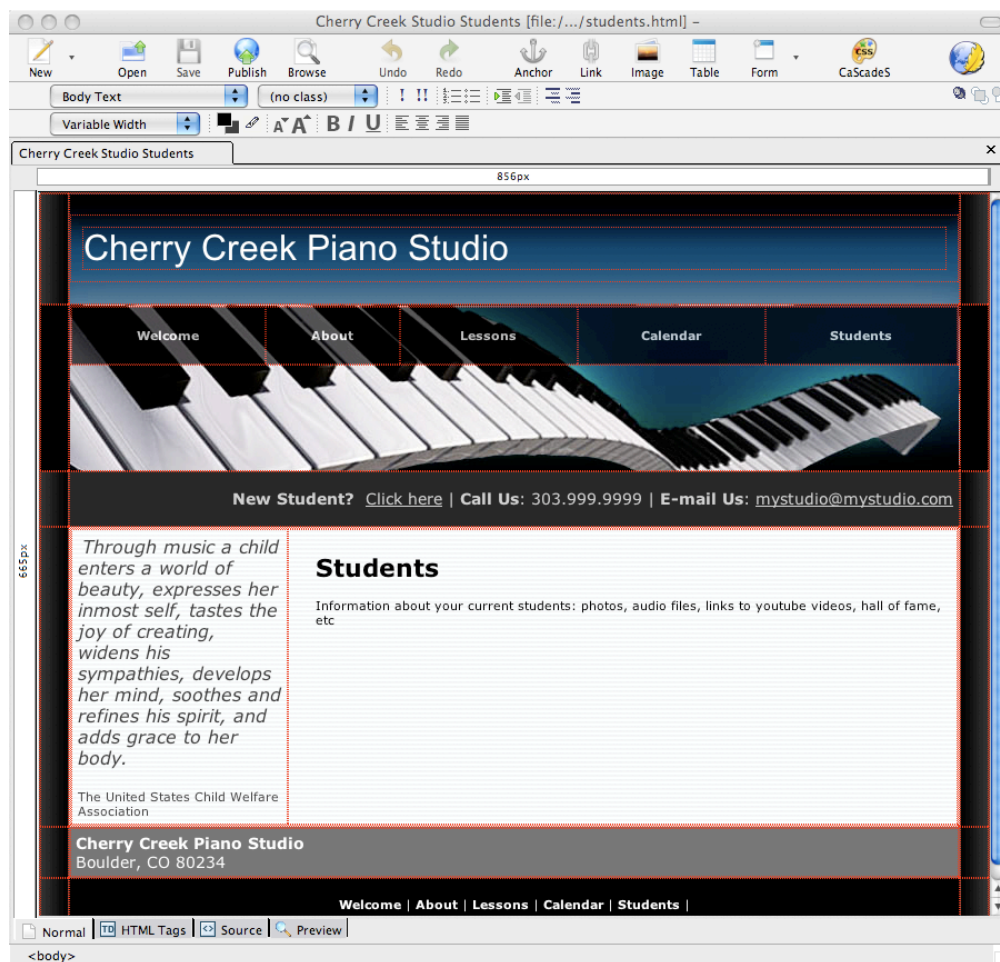 Cherry Creek Studio Students [file:/.../students.html] –
New Open Save Publish Browse Undo Redo Anchor Link Image Table Form CaScadeS
CSS
Body Text (no class) ! !!
Variable Width A A B I U
Cherry Creek Studio Students
856px
Cherry Creek Piano Studio
Welcome About Lessons Calendar Students
New Student? Click here | Call Us: 303.999.9999 | E-mail Us: mystudio@mystudio.com
665px
Through music a child
enters a world of
beauty, expresses her
inmost self, tastes the
joy of creating,
widens his
sympathies, develops
her mind, soothes and
refines his spirit, and
adds grace to her
body.
The United States Child Welfare
Association
Students
Information about your current students: photos, audio files, links to youtube videos, hall of fame,
etc
Cherry Creek Piano Studio
Boulder, CO 80234
Welcome | About | Lessons | Calendar | Students |
Normal TD HTML Tags <> Source Preview
<body>